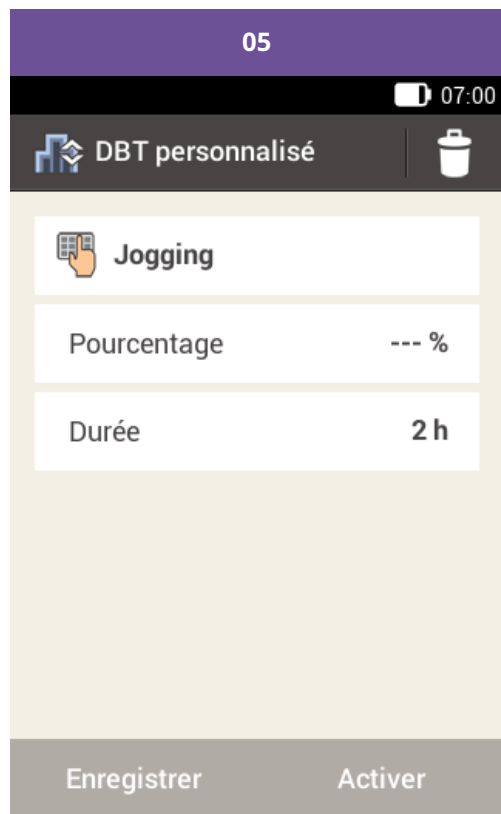 05
07:00
DBT personnalisé
Jogging
Pourcentage --- %
Durée 2 h
Enregistrer Activer